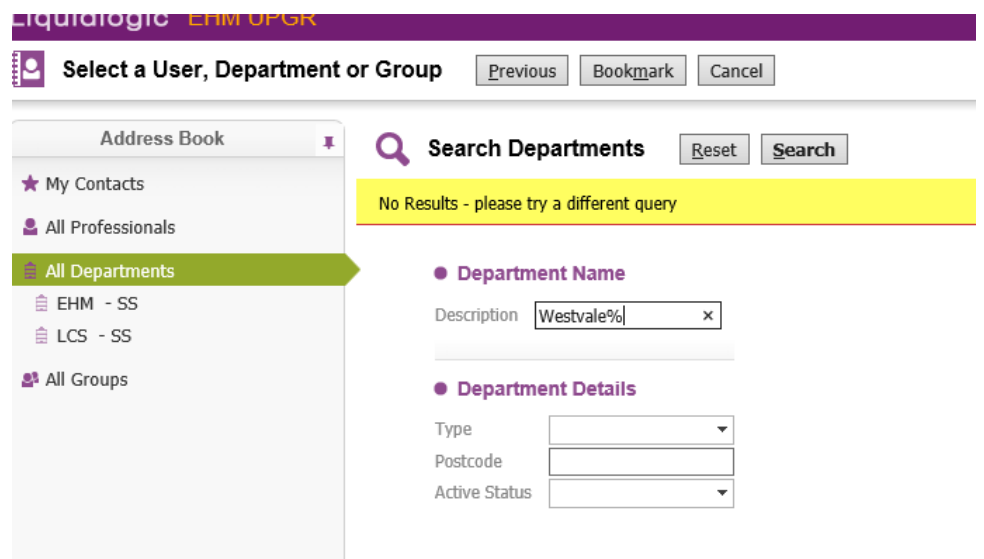 Liquidlogic EHM UPGR
Select a User, Department or Group Previous Bookmark Cancel
Address Book
My Contacts
All Professionals
All Departments
EHM - SS
LCS - SS
All Groups
Search Departments Reset Search
No Results - please try a different query
Department Name
Description Westvale% ×
Department Details
Type
Postcode
Active Status